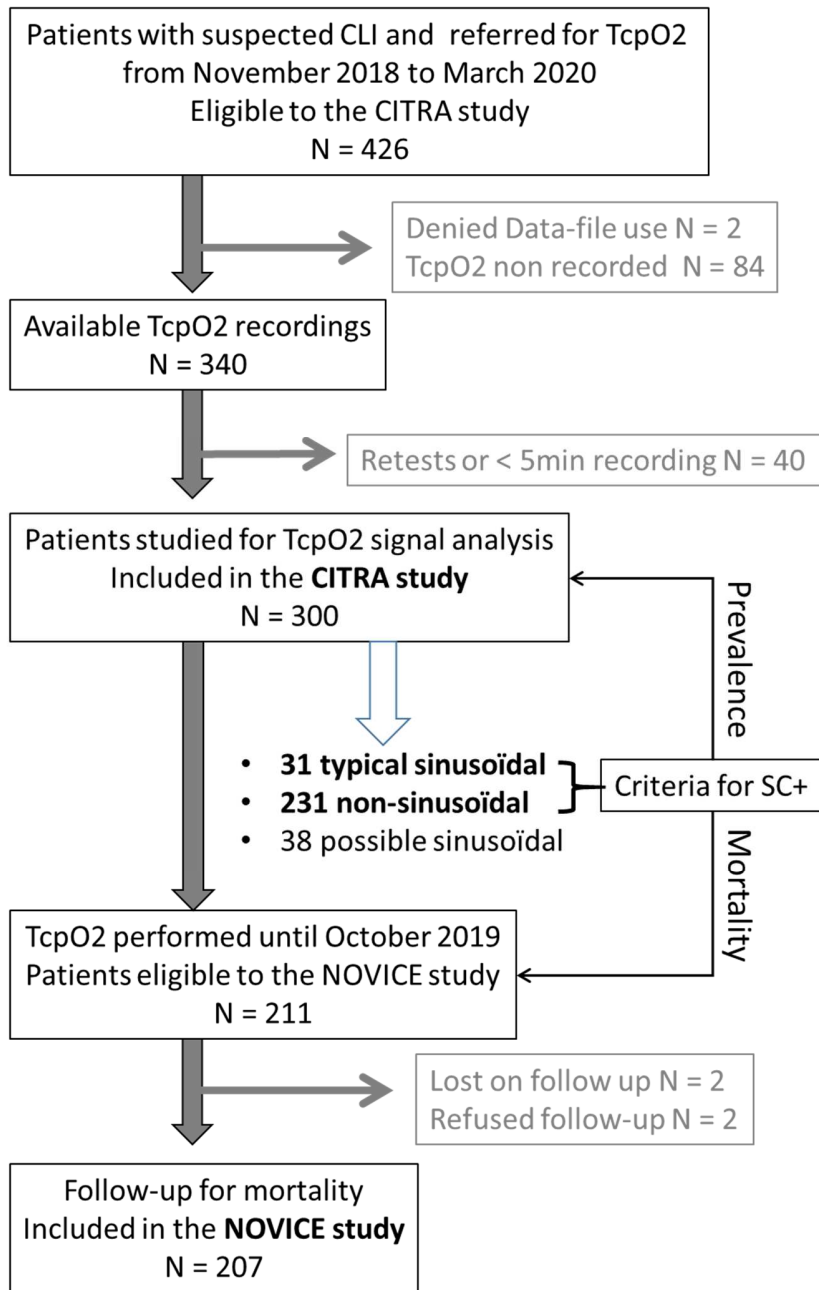 Patients with suspected CLI and referred for TcpO2
from November 2018 to March 2020
Eligible to the CITRA study
N = 426
Denied Data-file use N = 2
TcpO2 non recorded N = 84
Available TcpO2 recordings
N = 340
Retests or < 5min recording N = 40
Patients studied for TcpO2 signal analysis
Included in the CITRA study
N = 300
Prevalence
• 31 typical sinusoïdal
• 231 non-sinusoïdal
• 38 possible sinusoïdal
Criteria for SC+
Mortality
TcpO2 performed until October 2019
Patients eligible to the NOVICE study
N = 211
Lost on follow up N = 2
Refused follow-up N = 2
Follow-up for mortality
Included in the NOVICE study
N = 207